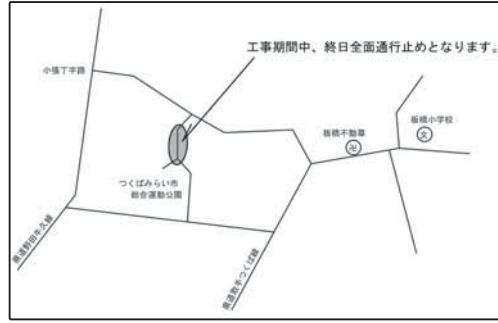 工事期間中、終日全面通行止めとなります。
小張丁字路
板橋不動尊
板橋小学校
卍
文
つくばみらい市
総合運動公園
県道野田牛久線
県道取手つくば線